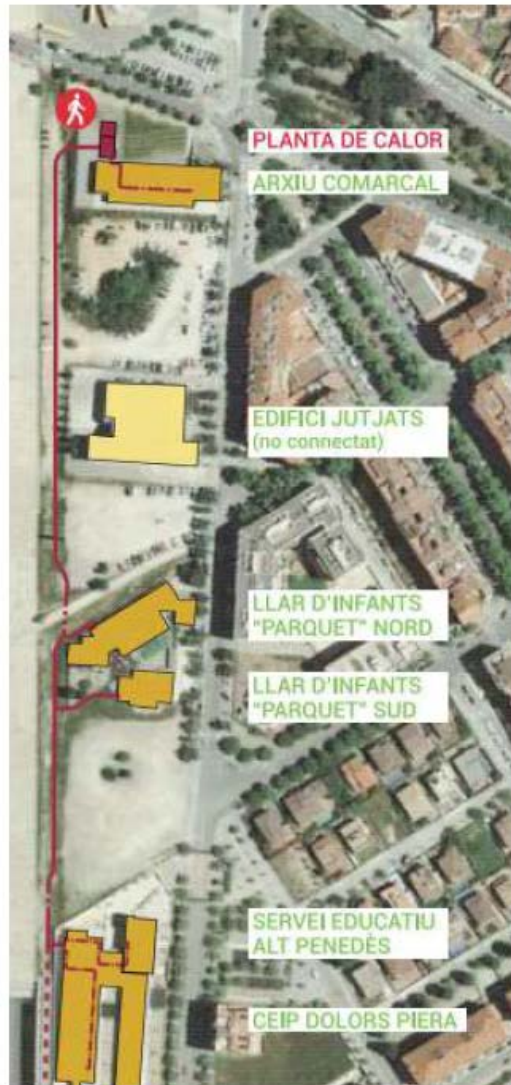 PLANTA DE CALOR
ARXIU COMARCAL
EDIFICI JUTJATS
(no connectat)
LLAR D'INFANTS
"PARQUET" NORD
LLAR D'INFANTS
"PARQUET" SUD
SERVEI EDUCATIU
ALT PENEDÈS
CEIP DOLORS PIERA